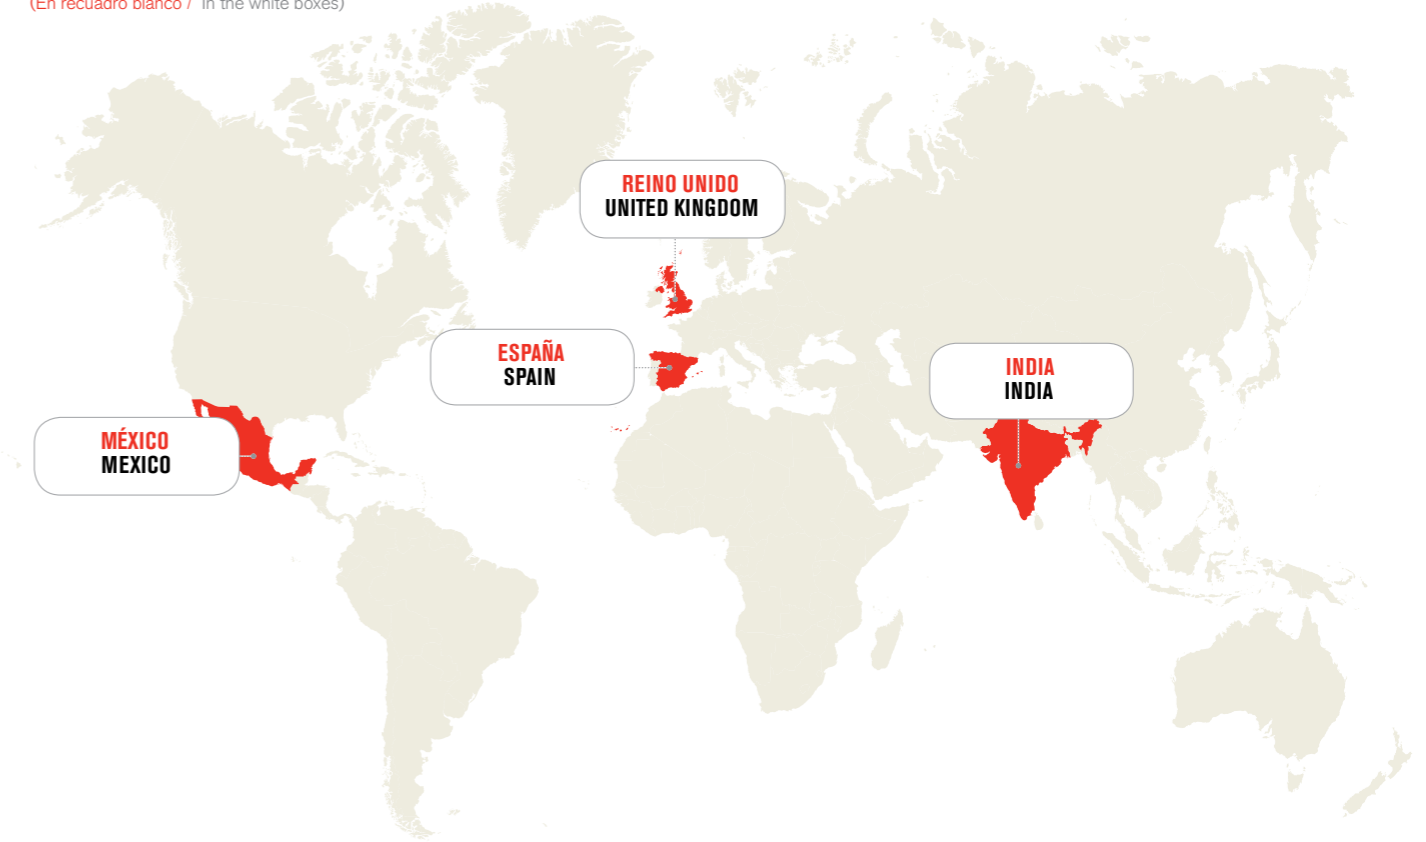 (En recuadro blanco / In the white boxes)
REINO UNIDO
UNITED KINGDOM
ESPAÑA
SPAIN
INDIA
INDIA
MÉXICO
MEXICO